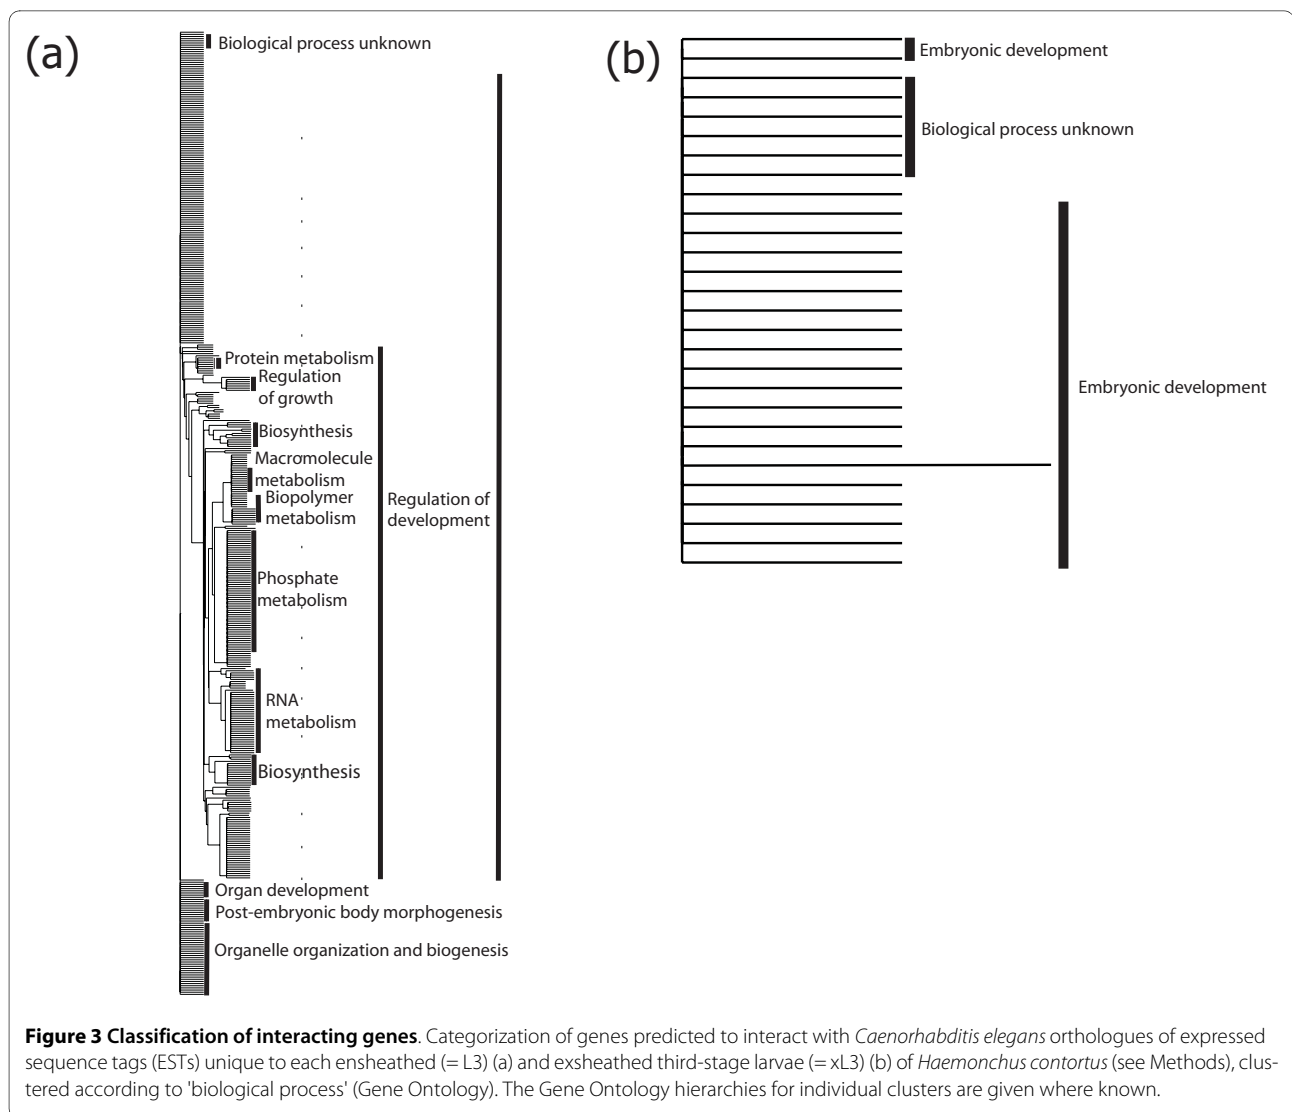 (a)
Biological process unknown
Protein metabolism
Regulation
of growth
Biosynthesis
Macromolecule
metabolism
Biopolymer
metabolism
Regulation of
development
Phosphate
metabolism
RNA
metabolism
Biosynthesis
Organ development
Post-embryonic body morphogenesis
Organelle organization and biogenesis
(b)
Embryonic development
Biological process unknown
Embryonic development
Figure 3 Classification of interacting genes. Categorization of genes predicted to interact with Caenorhabditis elegans orthologues of expressed
sequence tags (ESTs) unique to each ensheathed (= L3) (a) and exsheathed third-stage larvae (= xL3) (b) of Haemonchus contortus (see Methods), clus-
tered according to 'biological process' (Gene Ontology). The Gene Ontology hierarchies for individual clusters are given where known.